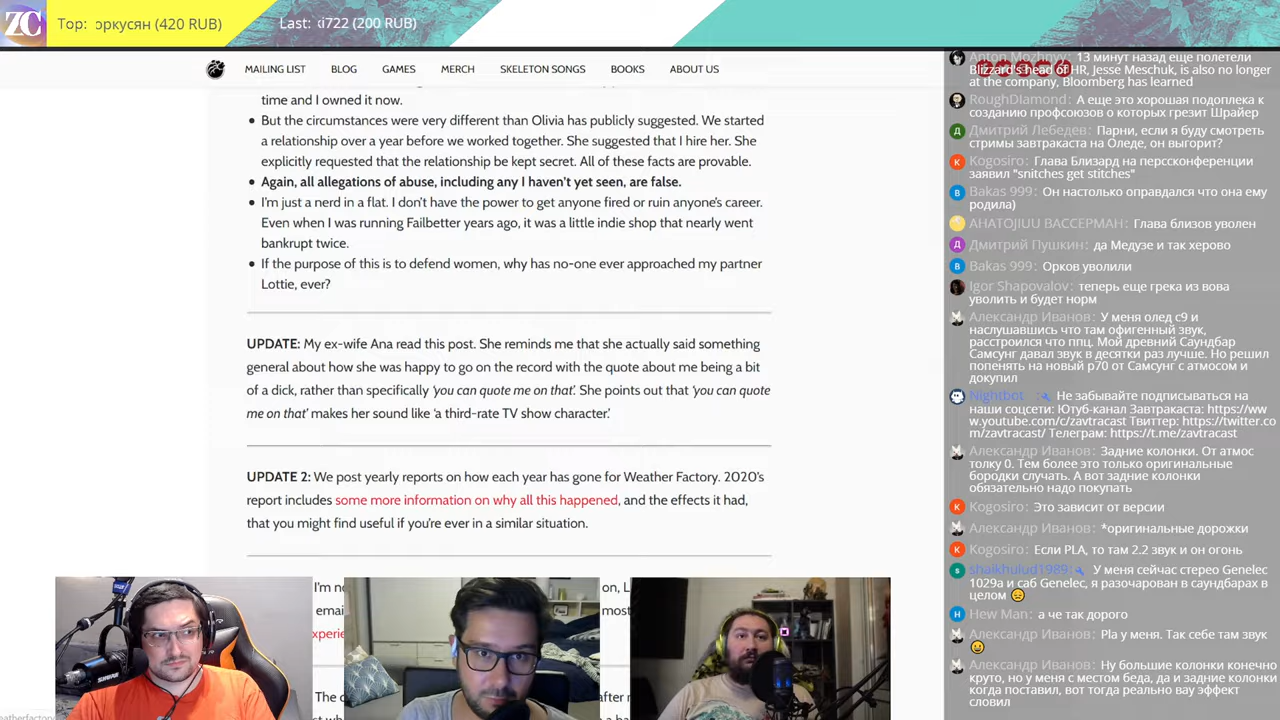 ZC
Top: оркусян (420 RUB)
Last: ki722 (200 RUB)
MAILING LIST BLOG GAMES MERCH SKELETON SONGS BOOKS ABOUT US
time and I owned it now.
But the circumstances were very different than Olivia has publicly suggested. We started
a relationship over a year before we worked together. She suggested that I hire her. She
explicitly requested that the relationship be kept secret. All of these facts are provable.
Again, all allegations of abuse, including any I haven't yet seen, are false.
I'm just a nerd in a flat. I don't have the power to get anyone fired or ruin anyone's career.
Even when I was running Failbetter years ago, it was a little indie shop that nearly went
bankrupt twice.
If the purpose of this is to defend women, why has no-one ever approached my partner
Lottie, ever?
UPDATE: My ex-wife Ana read this post. She reminds me that she actually said something
general about how she was happy to go on the record with the quote about me being a bit
of a dick, rather than specifically 'you can quote me on that'. She points out that 'you can quote
me on that' makes her sound like 'a third-rate TV show character.'
UPDATE 2: We post yearly reports on how each year has gone for Weather Factory. 2020's
report includes some more information on why all this happened, and the effects it had,
that you might find useful if you're ever in a similar situation.
I'm no on, L
emai most
experie
The c after
Anton Mozhnyy: 13 минут назад еще полетели
Blizzard's head of HR, Jesse Meschuk, is also no longer
at the company, Bloomberg has learned
RoughDIamond: А еще это хорошая подоплека к
созданию профсоюзов о которых грезит Шрайер
Дмитрий Лебедев: Парни, если я буду смотреть
стримы завтракаста на Оледе, он выгорит?
Kogosiro: Глава Близард на перссконференции
заявил "snitches get stitches"
Bakas 999: Он настолько оправдался что она ему
родила)
АНАТОJIUU ВАССЕРМАН: Глава близов уволен
Дмитрий Пушкин: да Медузе и так херово
Bakas 999: Орков уволили
Igor Shapovalov: теперь еще грека из вова
уволить и будет норм
Александр Иванов: У меня олед с9 и
наслушавшись что там офигенный звук,
расстроился что ппц. Мой древний Саундбар
Самсунг давал звук в десятки раз лучше. Но решил
попенять на новый р70 от Самсунг с атмосом и
докупил
Nightbot: Не забывайте подписываться на
наши соцсети: Ютуб-канал Завтракаста: https://ww
w.youtube.com/c/zavtracast Твиттер: https://twitter.co
m/zavtracast/ Телеграм: https://t.me/zavtracast
Александр Иванов: Задние колонки. От атмос
толку 0. Тем более это только оригинальные
бородки случать. А вот задние колонки
обязательно надо покупать
Kogosiro: Это зависит от версии
Александр Иванов: *оригинальные дорожки
Kogosiro: Если PLA, то там 2.2 звук и он огонь
shaikhulud1989: У меня сейчас стерео Genelec
1029a и саб Genelec, я разочарован в саундбарах в
целом
Hew Man: а че так дорого
Александр Иванов: Pla у меня. Так себе там звук
Александр Иванов: Ну большие колонки конечно
круто, но у меня с местом беда, да и задние колонки
когда поставил, вот тогда реально вау эффект
словил